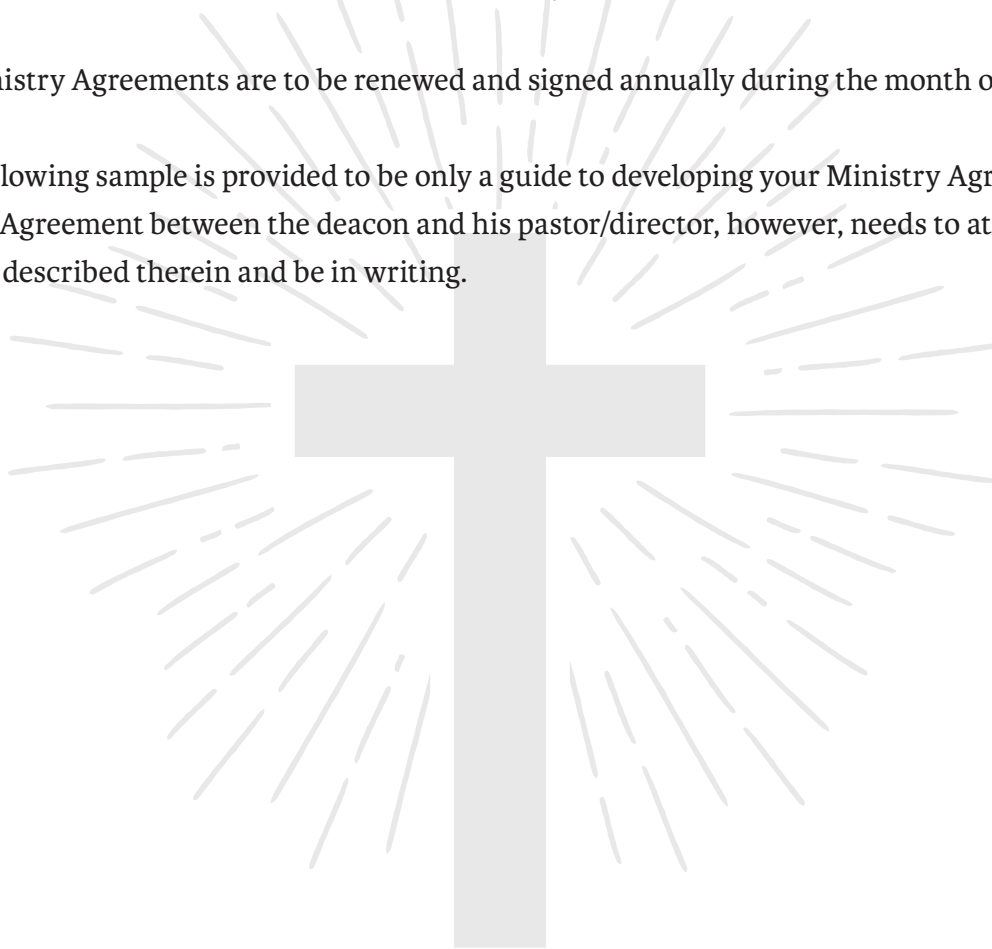 nistry Agreements are to be renewed and signed annually during the month o
lowing sample is provided to be only a guide to developing your Ministry Agr
Agreement between the deacon and his pastor/director, however, needs to at
described therein and be in writing.